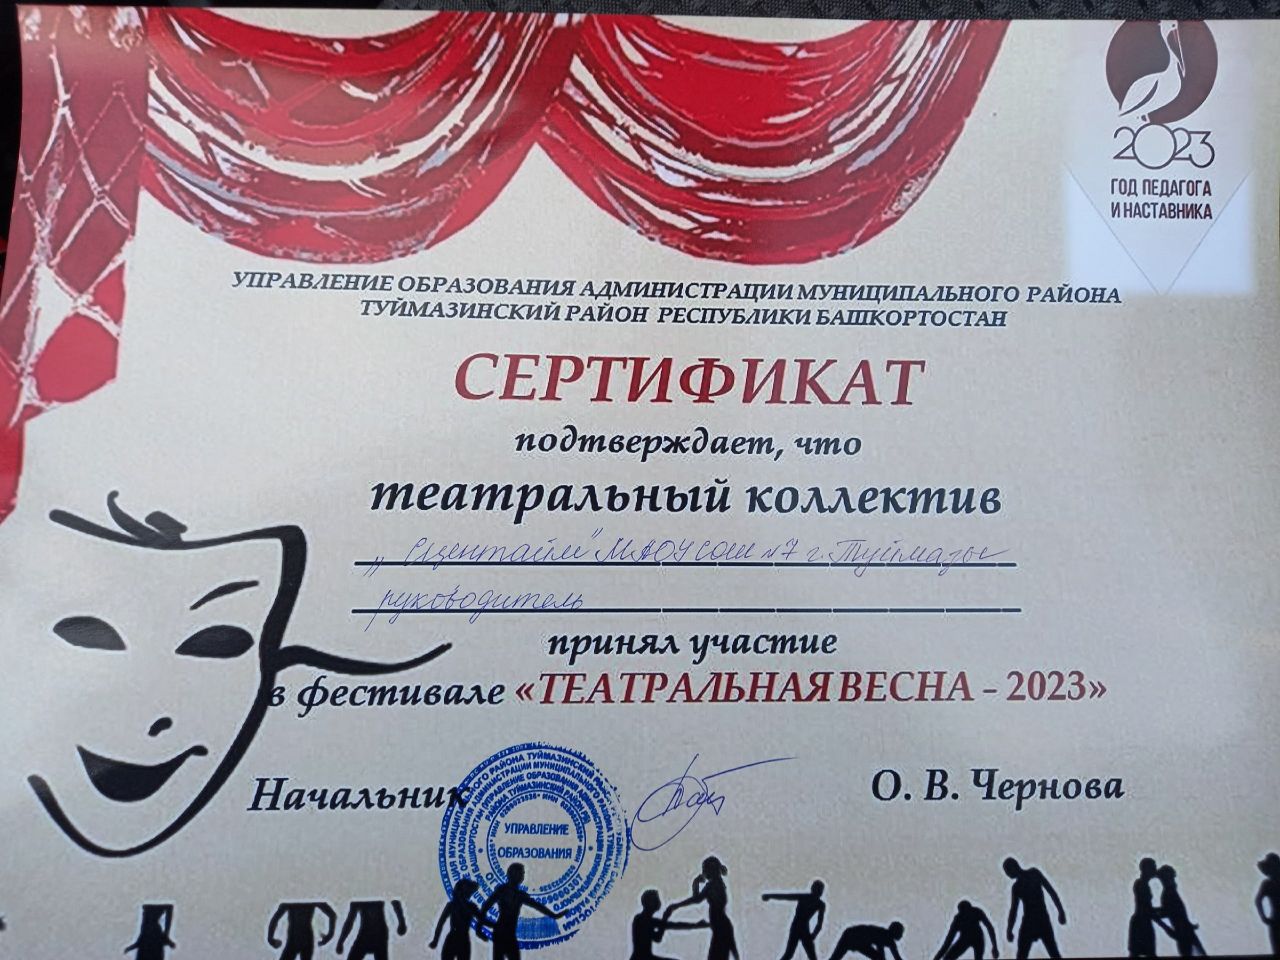 2023
ГОД ПЕДАГОГА
И НАСТАВНИКА
УПРАВЛЕНИЕ ОБРАЗОВАНИЯ АДМИНИСТРАЦИИ МУНИЦИПАЛЬНОГО РАЙОНА
ТУЙМАЗИНСКИЙ РАЙОН РЕСПУБЛИКИ БАШКОРТОСТАН
СЕРТИФИКАТ
подтверждает, что
театральный коллектив
МАОУ СОШ №7 г. Туймазы
руководитель
принял участие
в фестивале «ТЕАТРАЛЬНАЯ ВЕСНА – 2023»
Начальник
О. В. Чернова
УПРАВЛЕНИЕ
ОБРАЗОВАНИЯ